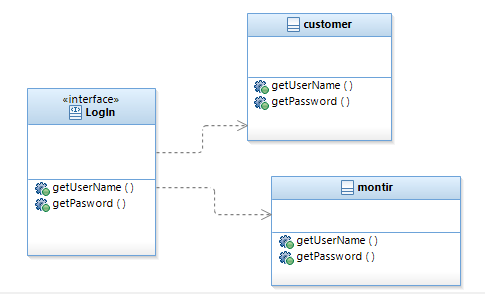 customer
getUserName ( )
getPassword ( )
«interface»
LogIn
getUserName ( )
getPasword ( )
montir
getUserName ( )
getPassword ( )